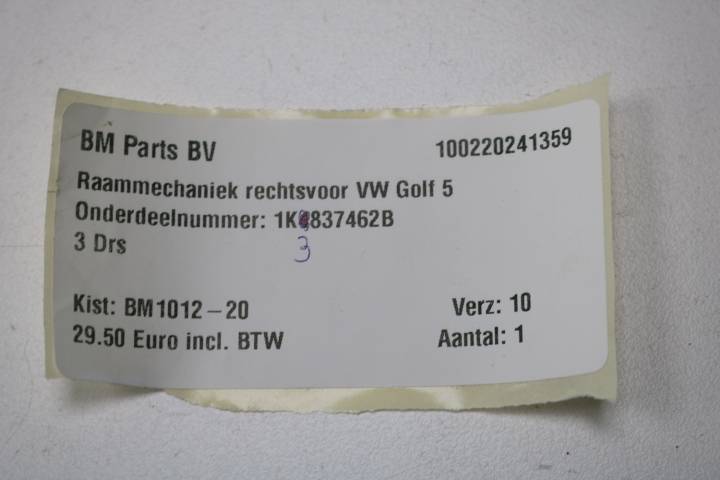 BM Parts BV
100220241359
Raammechaniek rechtsvoor VW Golf 5
Onderdeelnummer: 1K4837462B
3 Drs
3
Kist: BM1012-20
Verz: 10
29.50 Euro incl. BTW
Aantal: 1